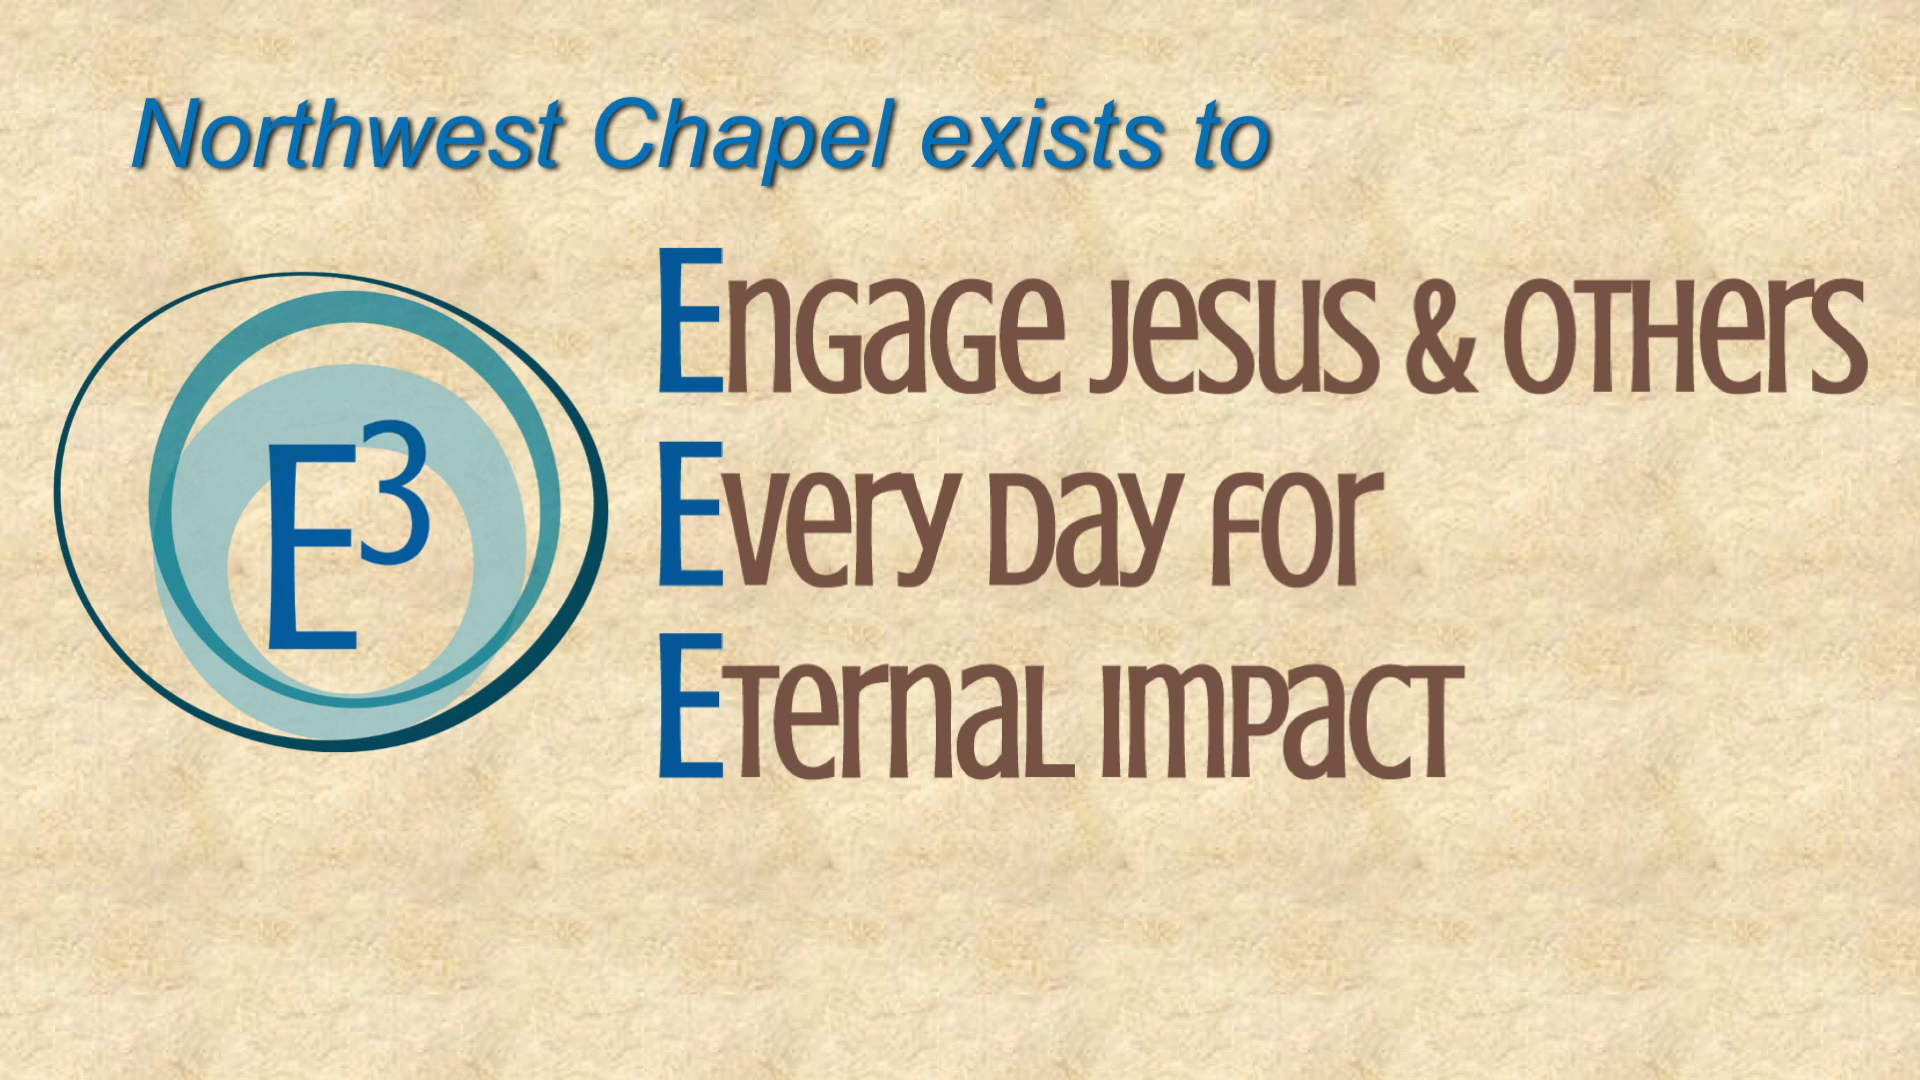 Northwest Chapel exists to
E³
Engage Jesus & Others
Every Day for
Eternal Impact